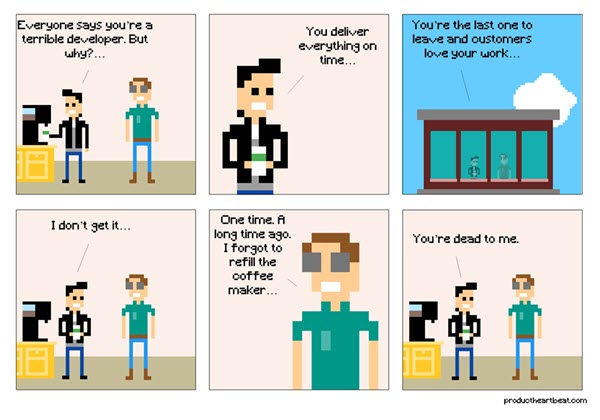 Everyone says you're a
terrible developer. But
why?...
You deliver
everything on
time...
You're the last one to
leave and customers
love your work...
I don't get it...
One time. A
long time ago.
I forgot to
refill the
coffee
maker...
You're dead to me.
productheartbeat.com